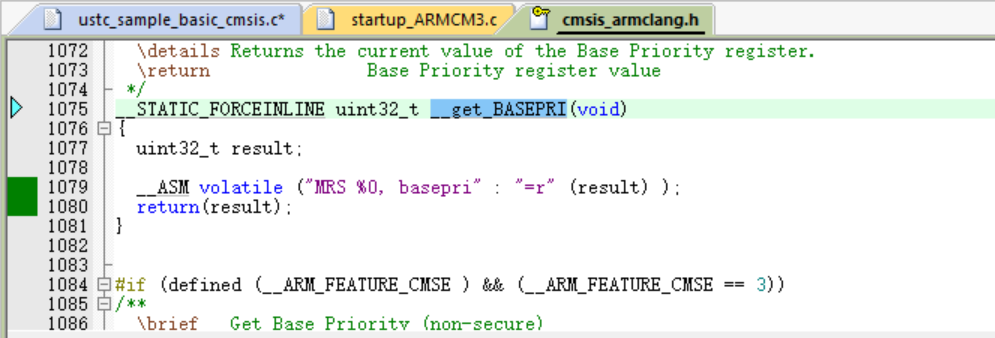 ustc_sample_basic_cmsis.c* startup_ARMCM3.c cmsis_armclang.h
1072 \details Returns the current value of the Base Priority register.
1073 \return Base Priority register value
1074 */
1075 __STATIC_FORCEINLINE uint32_t __get_BASEPRI(void)
1076 {
1077 uint32_t result;
1078
1079 __ASM volatile ("MRS %0, basepri" : "=r" (result) );
1080 return(result);
1081 }
1082
1083
1084 #if (defined (__ARM_FEATURE_CMSE ) && (__ARM_FEATURE_CMSE == 3))
1085 /**
1086 \brief Get Base Priority (non-secure)